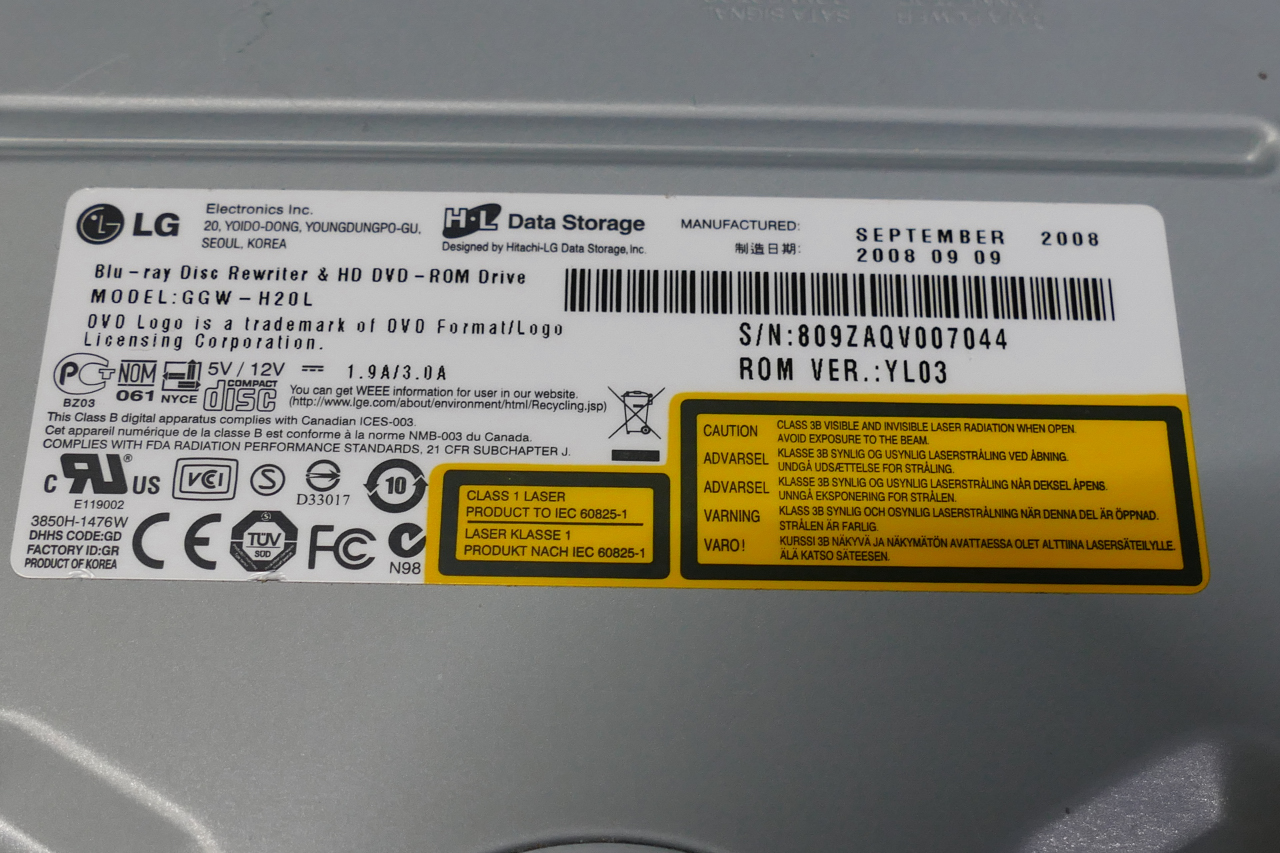 LG
Electronics Inc.
20, YOIDO-DONG, YOUNGDUNGPO-GU,
SEOUL, KOREA
H·L Data Storage
Designed by Hitachi-LG Data Storage, Inc.
MANUFACTURED: SEPTEMBER 2008
制造日期: 2008 09 09
Blu-ray Disc Rewriter & HD DVD-ROM Drive
MODEL:GGW-H20L
DVD Logo is a trademark of DVD Format/Logo
Licensing Corporation.
S/N:809ZAQV007044
ROM VER.:YL03
PCT BZ03
NOM 061
NYCE
5V / 12V ⎓ 1.9A/3.0A
COMPACT disc
You can get WEEE information for user in our website.
(http://www.lge.com/about/environment/html/Recycling.jsp)
This Class B digital apparatus complies with Canadian ICES-003.
Cet appareil numérique de la classe B est conforme à la norme NMB-003 du Canada.
COMPLIES WITH FDA RADIATION PERFORMANCE STANDARDS, 21 CFR SUBCHAPTER J.
C RU® US
E119002
VCI
S
D33017
10
3850H-1476W
DHHS CODE:GD
FACTORY ID:GR
PRODUCT OF KOREA
CE
TÜV
SÜD
FC
N98
CLASS 1 LASER
PRODUCT TO IEC 60825-1
LASER KLASSE 1
PRODUKT NACH IEC 60825-1
CAUTION CLASS 3B VISIBLE AND INVISIBLE LASER RADIATION WHEN OPEN.
AVOID EXPOSURE TO THE BEAM.
ADVARSEL KLASSE 3B SYNLIG OG USYNLIG LASERSTRÅLING VED ÅBNING.
UNDGÅ UDSÆTTELSE FOR STRÅLING.
ADVARSEL KLASSE 3B SYNLIG OG USYNLIG LASERSTRÅLING NÅR DEKSEL ÅPENS.
UNNGÅ EKSPONERING FOR STRÅLEN.
VARNING KLASS 3B SYNLIG OCH OSYNLIG LASERSTRÅLNING NÄR DENNA DEL ÄR ÖPPNAD.
STRÅLEN ÄR FARLIG.
VARO! KURSSI 3B NÄKYVÄ JA NÄKYMÄTÖN AVATTAESSA OLET ALTTIINA LASERSÄTEILYLLE.
ÄLÄ KATSO SÄTEESEN.